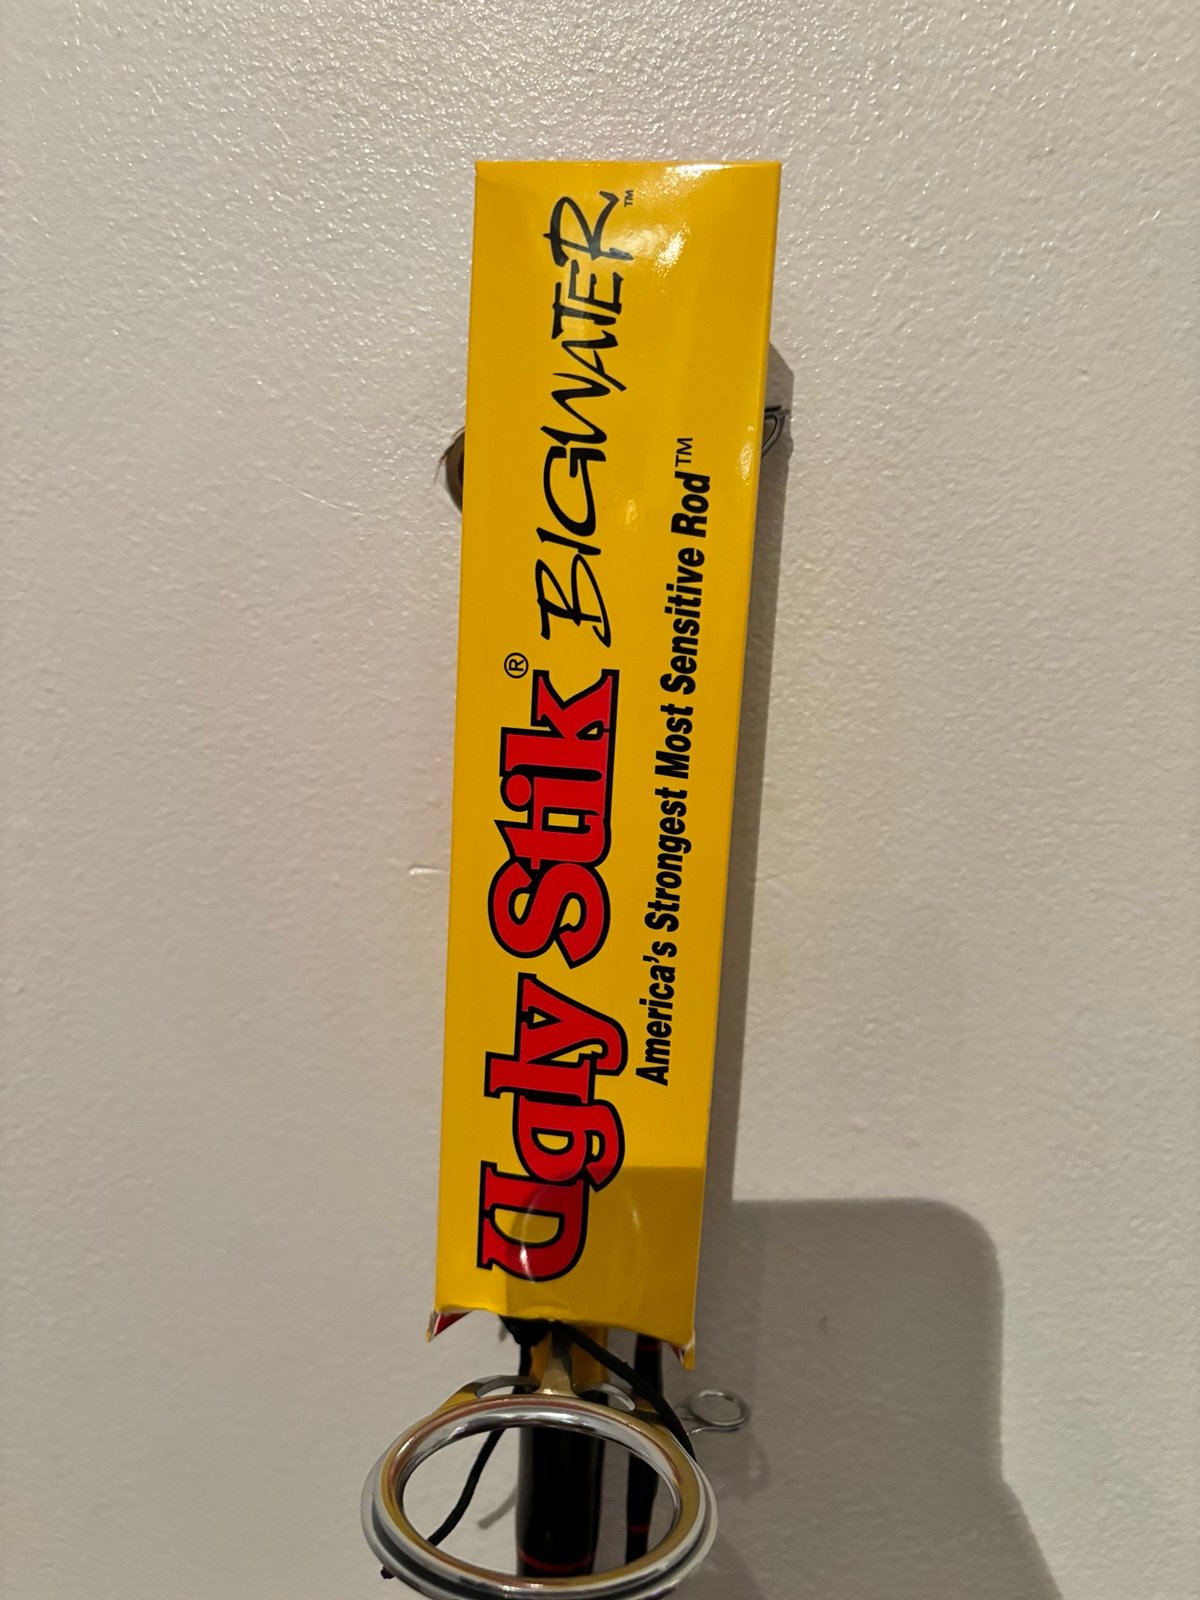 Ugly Stik® BIGWATER™
America's Strongest Most Sensitive Rod™